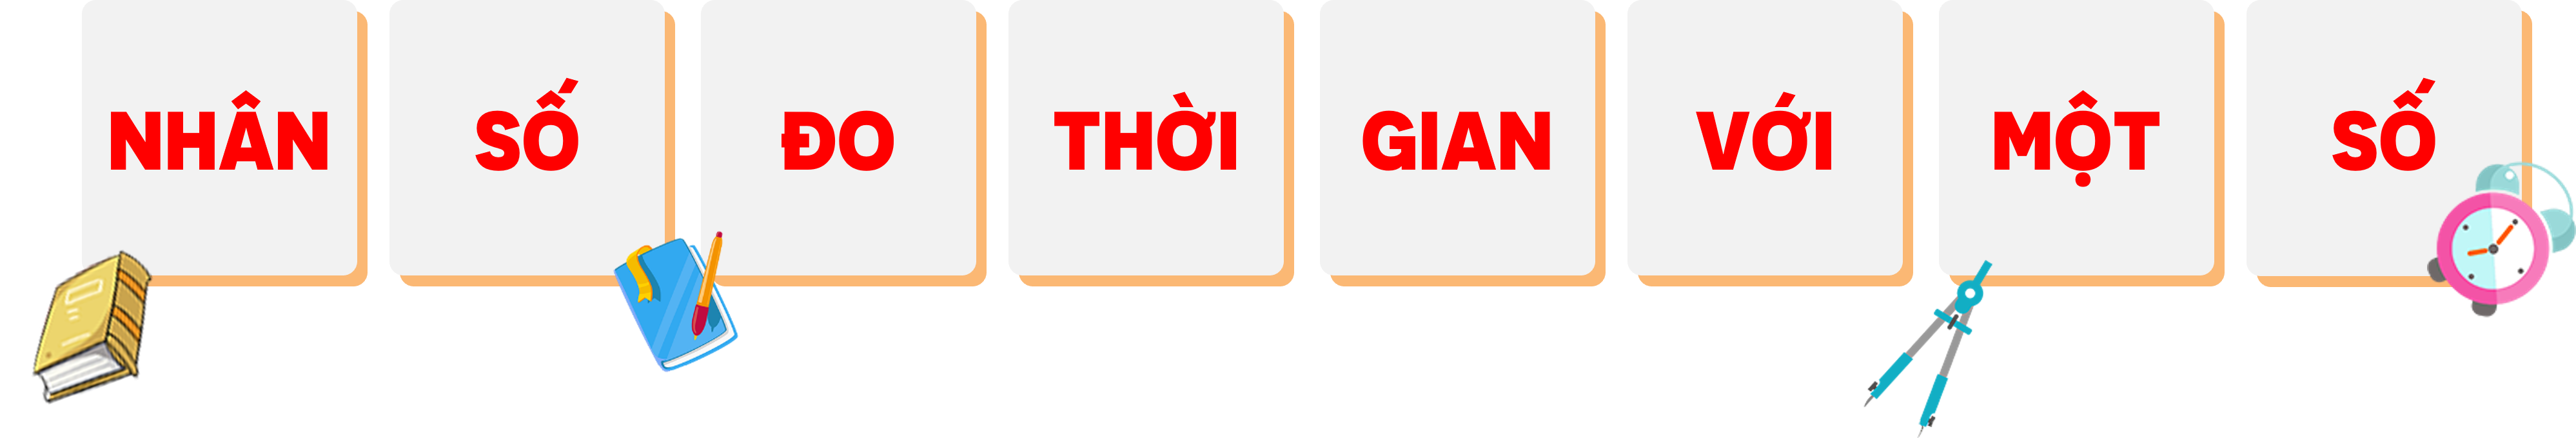 NHÂN SỐ ĐO THỜI GIAN VỚI MỘT SỐ